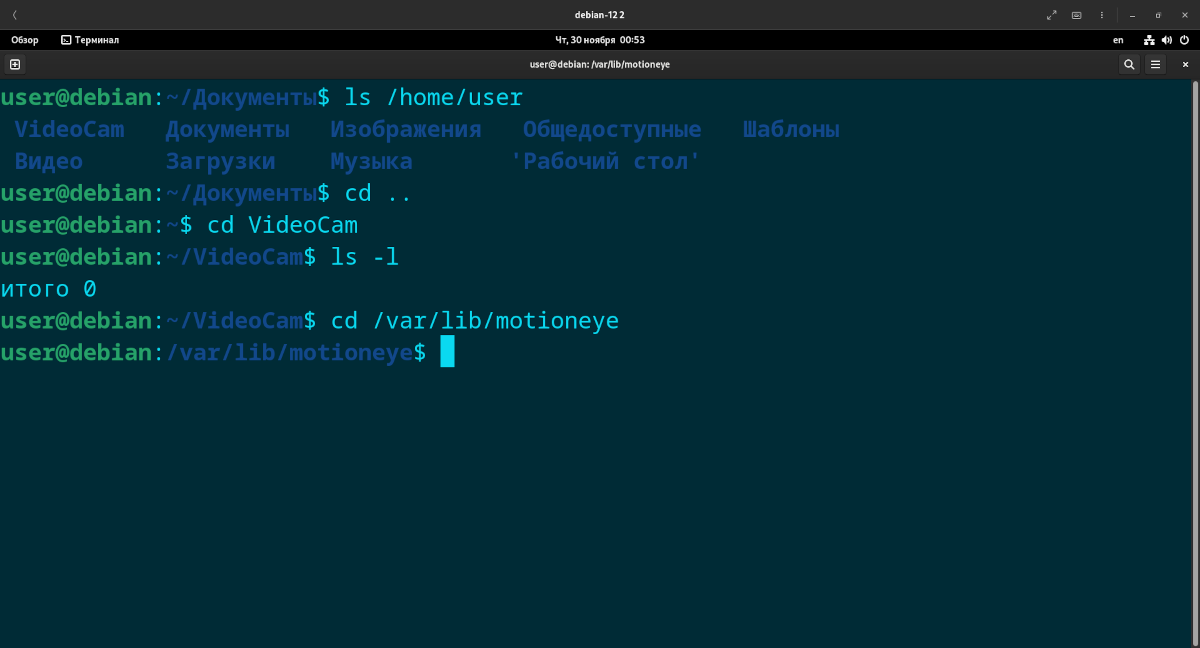 debian-12 2
Обзор Терминал Чт, 30 ноября 00:53 en
user@debian: /var/lib/motioneye
user@debian:~/Документы$ ls /home/user
VideoCam Документы Изображения Общедоступные Шаблоны
Видео Загрузки Музыка 'Рабочий стол'
user@debian:~/Документы$ cd ..
user@debian:~$ cd VideoCam
user@debian:~/VideoCam$ ls -l
итого 0
user@debian:~/VideoCam$ cd /var/lib/motioneye
user@debian:/var/lib/motioneye$